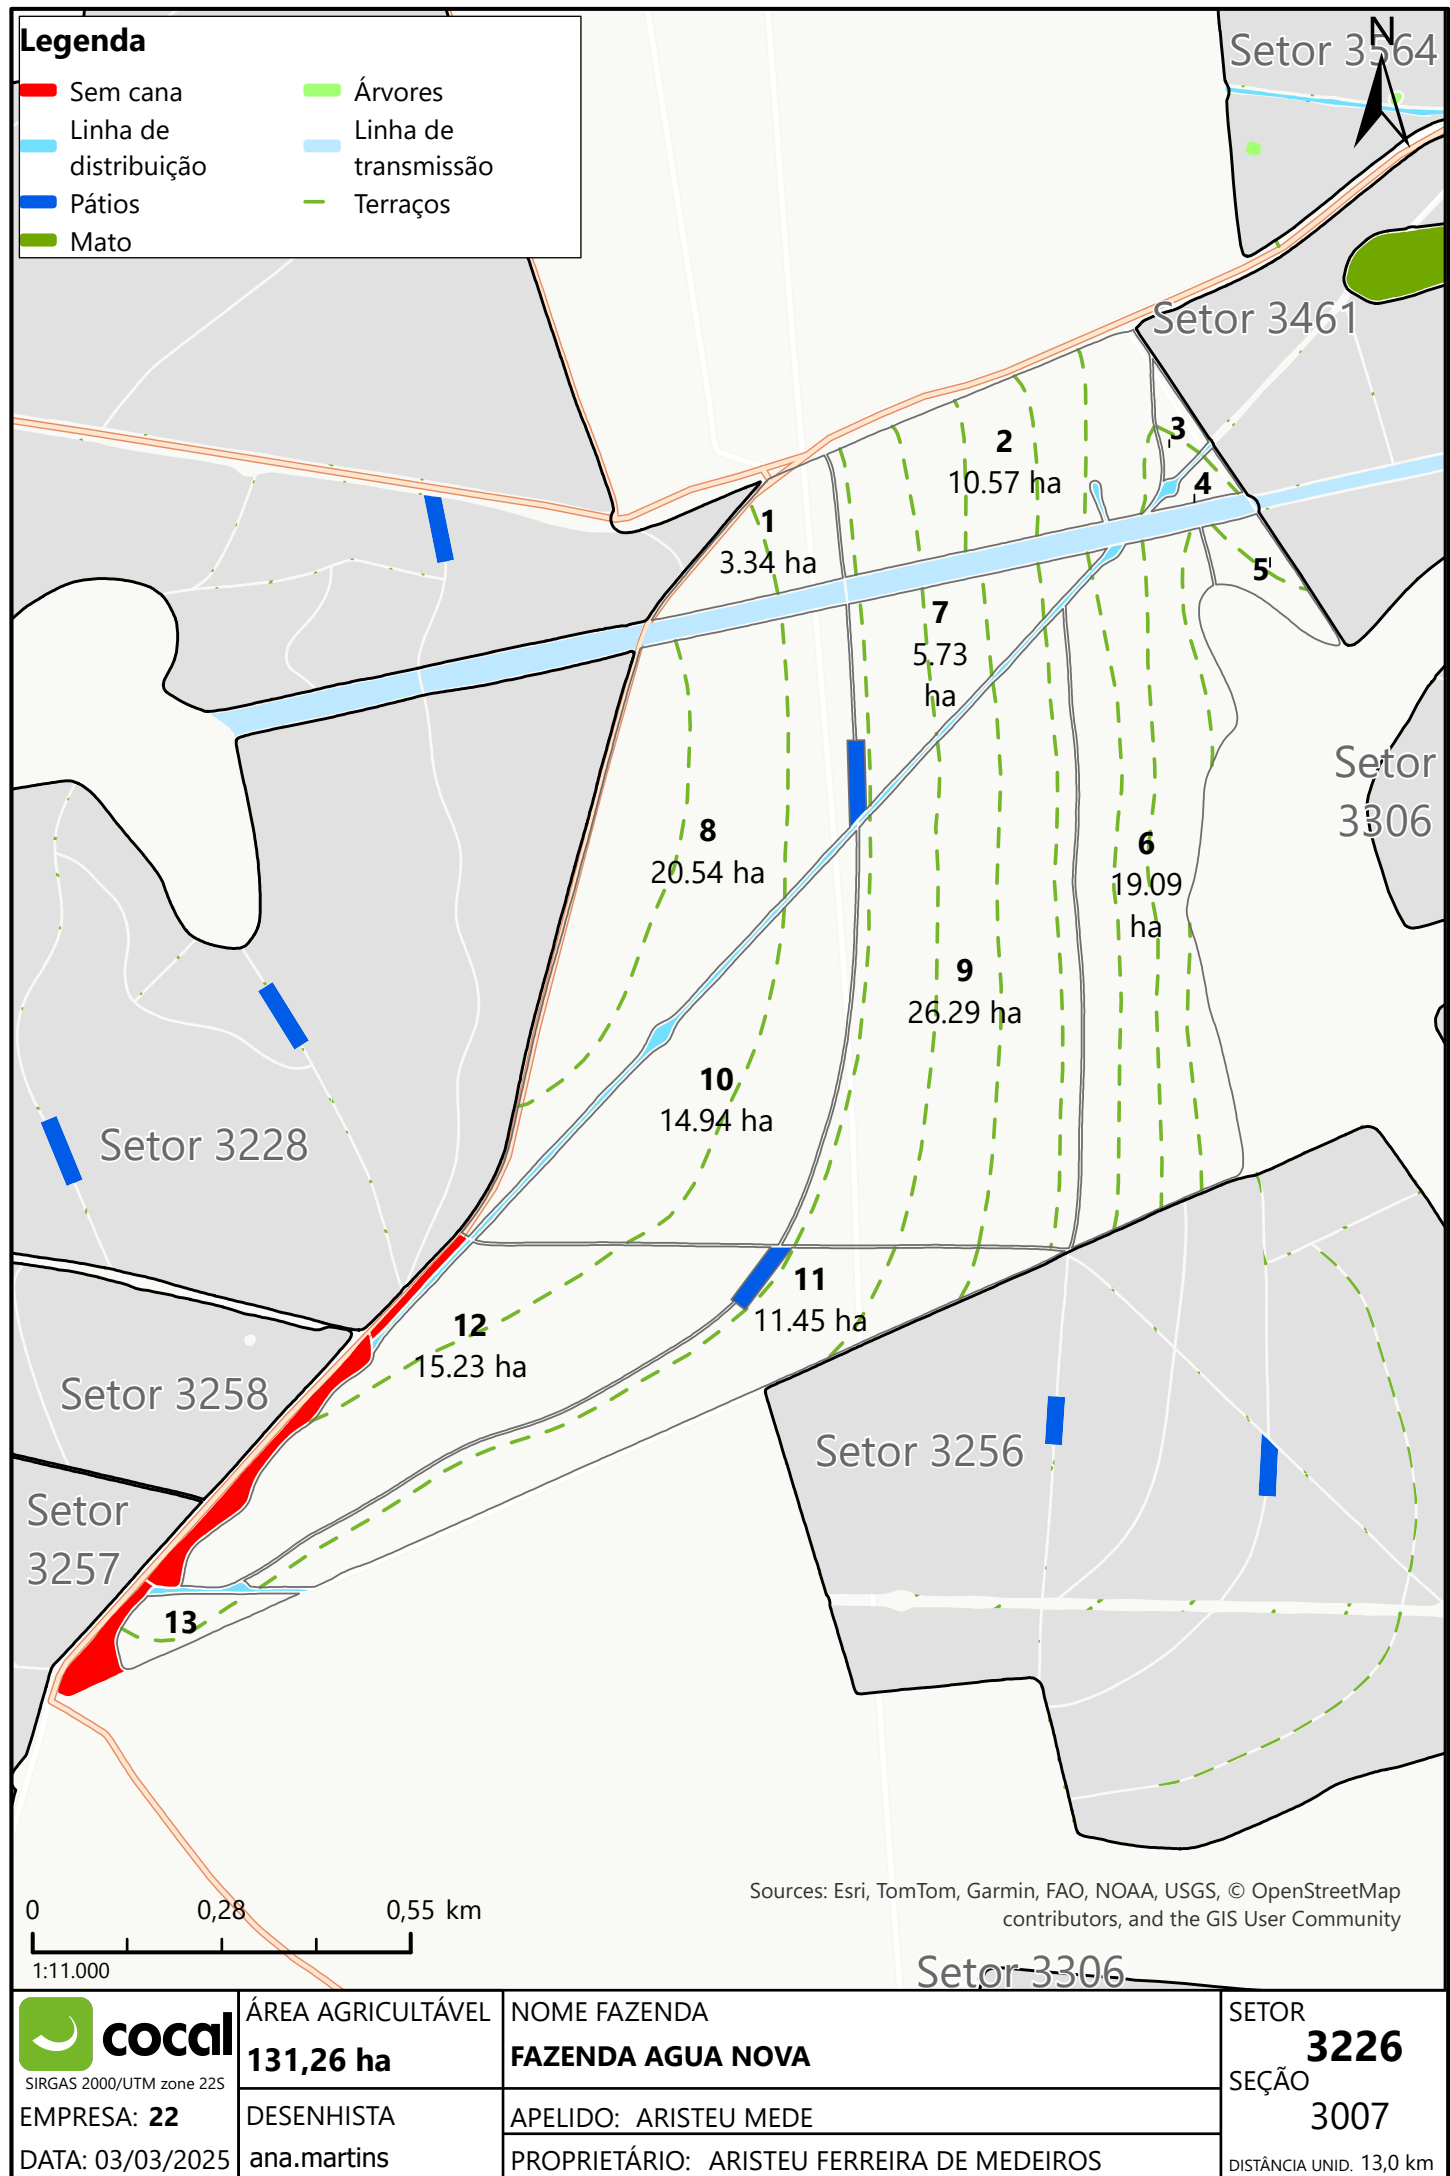 Legenda
Sem cana
Árvores
Linha de
distribuição
Linha de
transmissão
Pátios
Terraços
Mato
N
Setor 3564
Setor 3461
3
2
10.57 ha
4
1
3.34 ha
5
7
5.73
ha
Setor
3306
8
20.54 ha
6
19.09
ha
9
26.29 ha
10
14.94 ha
Setor 3228
11
11.45 ha
12
15.23 ha
Setor 3258
Setor 3256
Setor
3257
13
Sources: Esri, TomTom, Garmin, FAO, NOAA, USGS, © OpenStreetMap
contributors, and the GIS User Community
0 0,28 0,55 km
1:11.000
Setor 3306
cocal
SIRGAS 2000/UTM zone 22S
EMPRESA: 22
DATA: 03/03/2025
ÁREA AGRICULTÁVEL
131,26 ha
DESENHISTA
ana.martins
NOME FAZENDA
FAZENDA AGUA NOVA
APELIDO: ARISTEU MEDE
PROPRIETÁRIO: ARISTEU FERREIRA DE MEDEIROS
SETOR
3226
SEÇÃO
3007
DISTÂNCIA UNID. 13,0 km